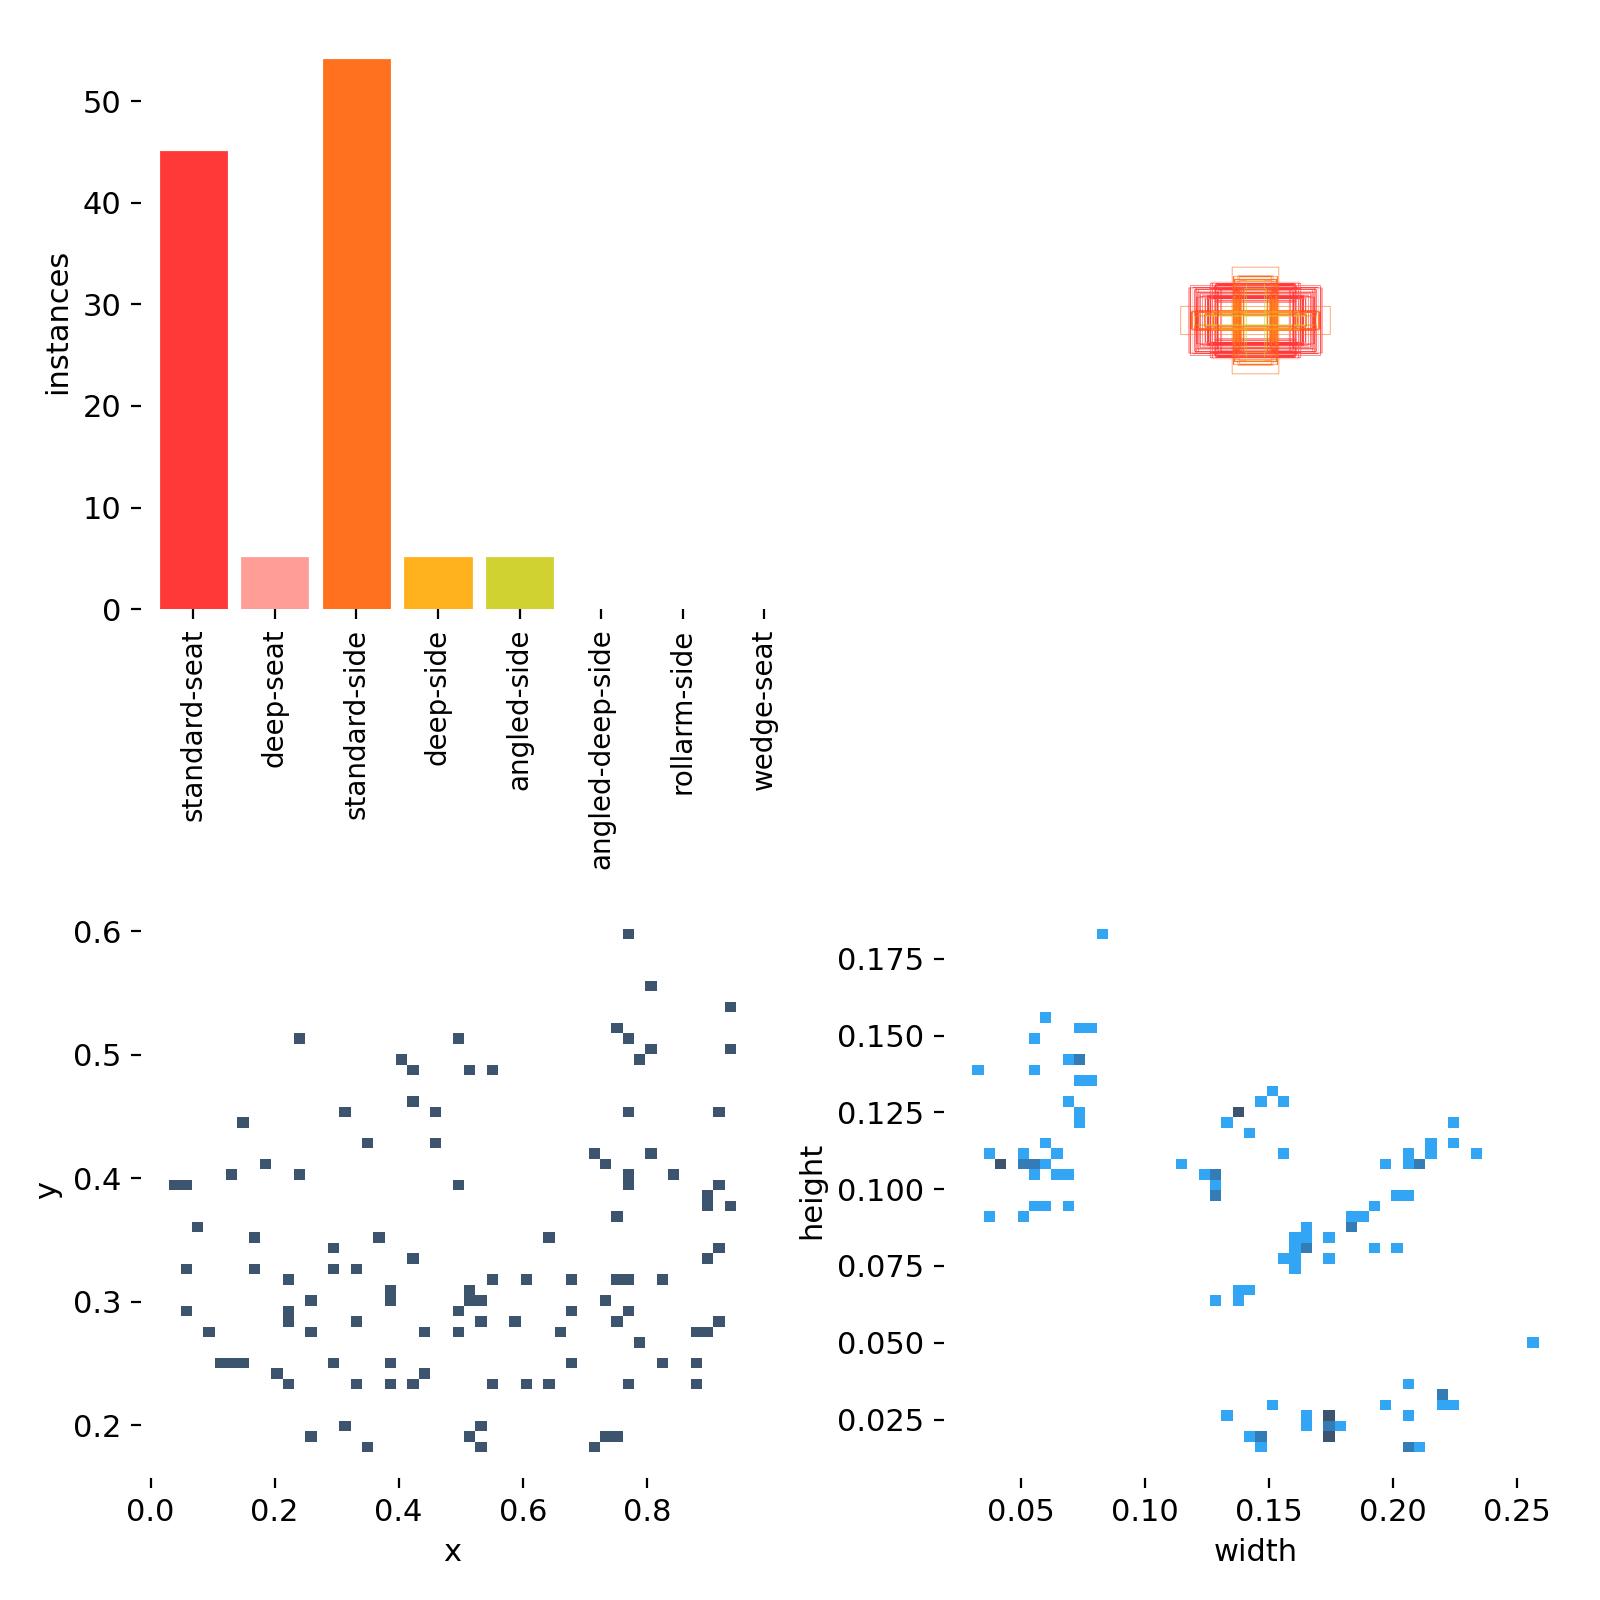 50
40
30
20
10
0
instances
standard-seat
deep-seat
standard-side
deep-side
angled-side
angled-deep-side
rollarm-side
wedge-seat
0.6
0.5
0.4
0.3
0.2
y
0.0 0.2 0.4 0.6 0.8
x
0.175
0.150
0.125
0.100
0.075
0.050
0.025
height
0.05 0.10 0.15 0.20 0.25
width